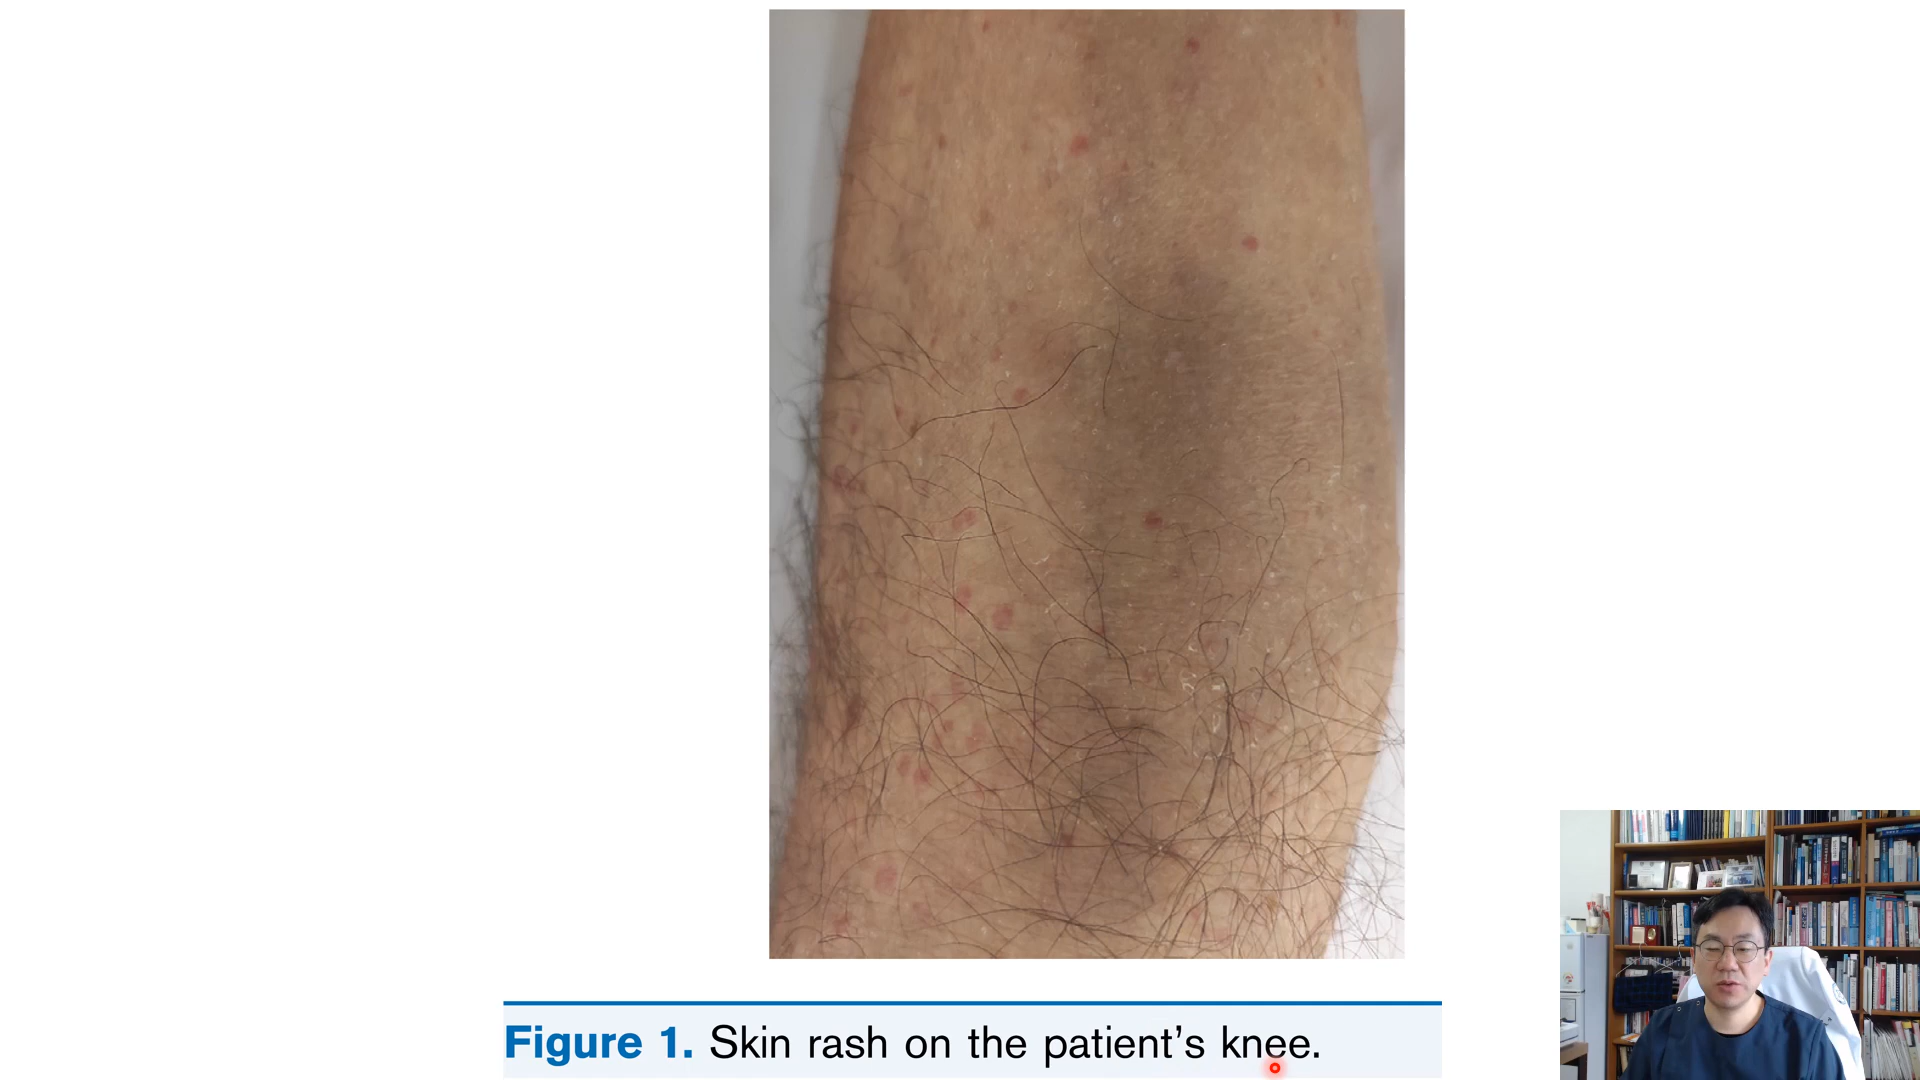 Figure 1. Skin rash on the patient's knee.